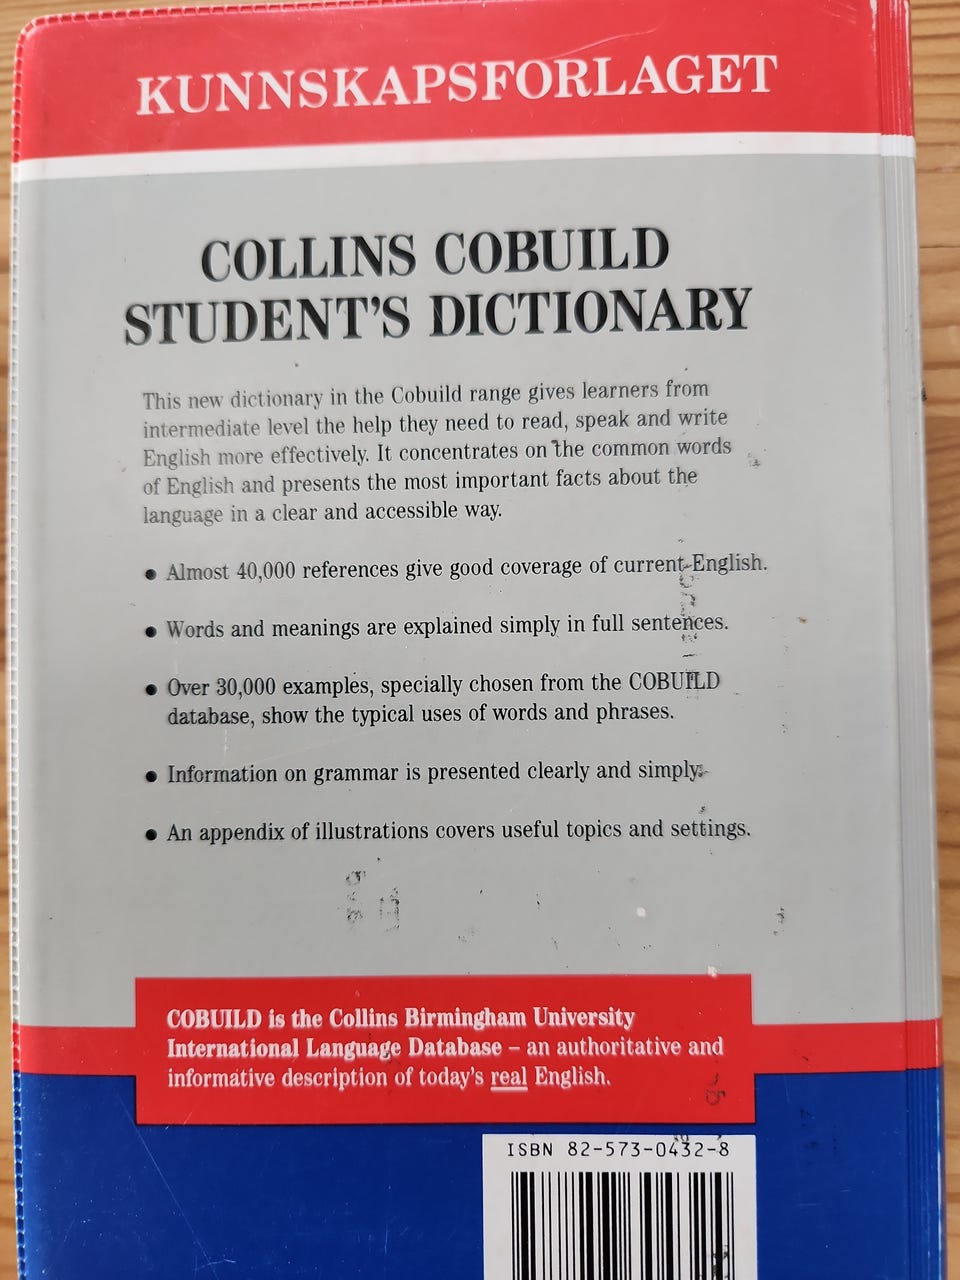 KUNNSKAPSFORLAGET
COLLINS COBUILD
STUDENT'S DICTIONARY
This new dictionary in the Cobuild range gives learners from
intermediate level the help they need to read, speak and write
English more effectively. It concentrates on the common words
of English and presents the most important facts about the
language in a clear and accessible way.
● Almost 40,000 references give good coverage of current English.
● Words and meanings are explained simply in full sentences.
● Over 30,000 examples, specially chosen from the COBUILD
database, show the typical uses of words and phrases.
● Information on grammar is presented clearly and simply.
● An appendix of illustrations covers useful topics and settings.
COBUILD is the Collins Birmingham University
International Language Database – an authoritative and
informative description of today's real English.
ISBN 82-573-0432-8